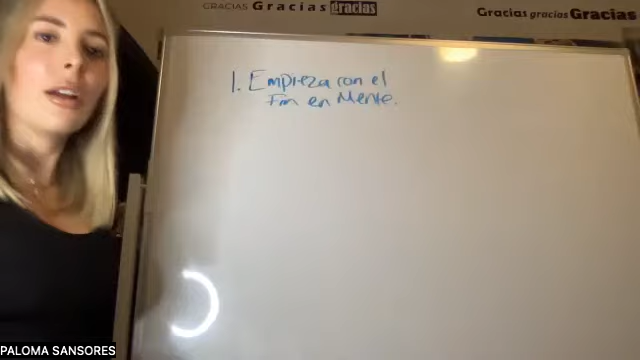 GRACIAS Gracias gracias
Gracias gracias Gracias
1. Empieza con el
Fin en Mente.
PALOMA SANSORES